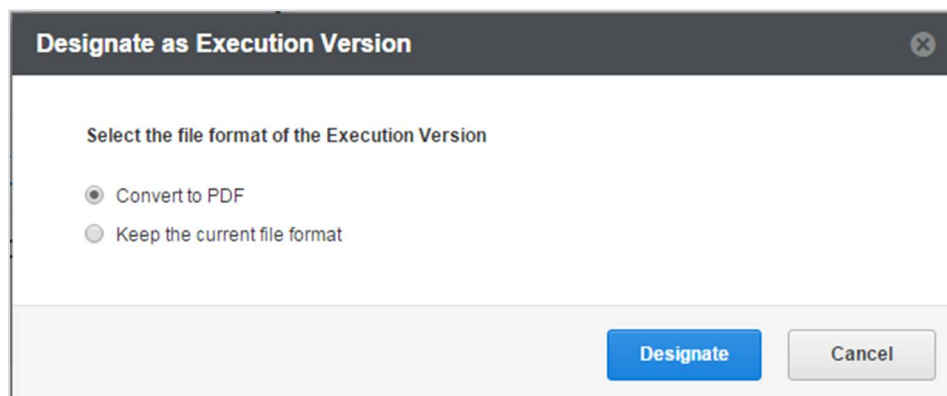 Designate as Execution Version
Select the file format of the Execution Version
Convert to PDF
Keep the current file format
Designate
Cancel